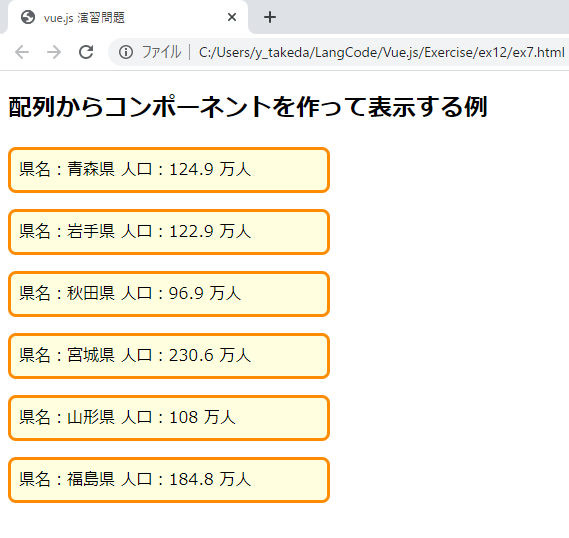 vue.js 演習問題
ファイル C:/Users/y_takeda/LangCode/Vue.js/Exercise/ex12/ex7.html
配列からコンポーネントを作って表示する例
県名：青森県 人口：124.9 万人
県名：岩手県 人口：122.9 万人
県名：秋田県 人口：96.9 万人
県名：宮城県 人口：230.6 万人
県名：山形県 人口：108 万人
県名：福島県 人口：184.8 万人